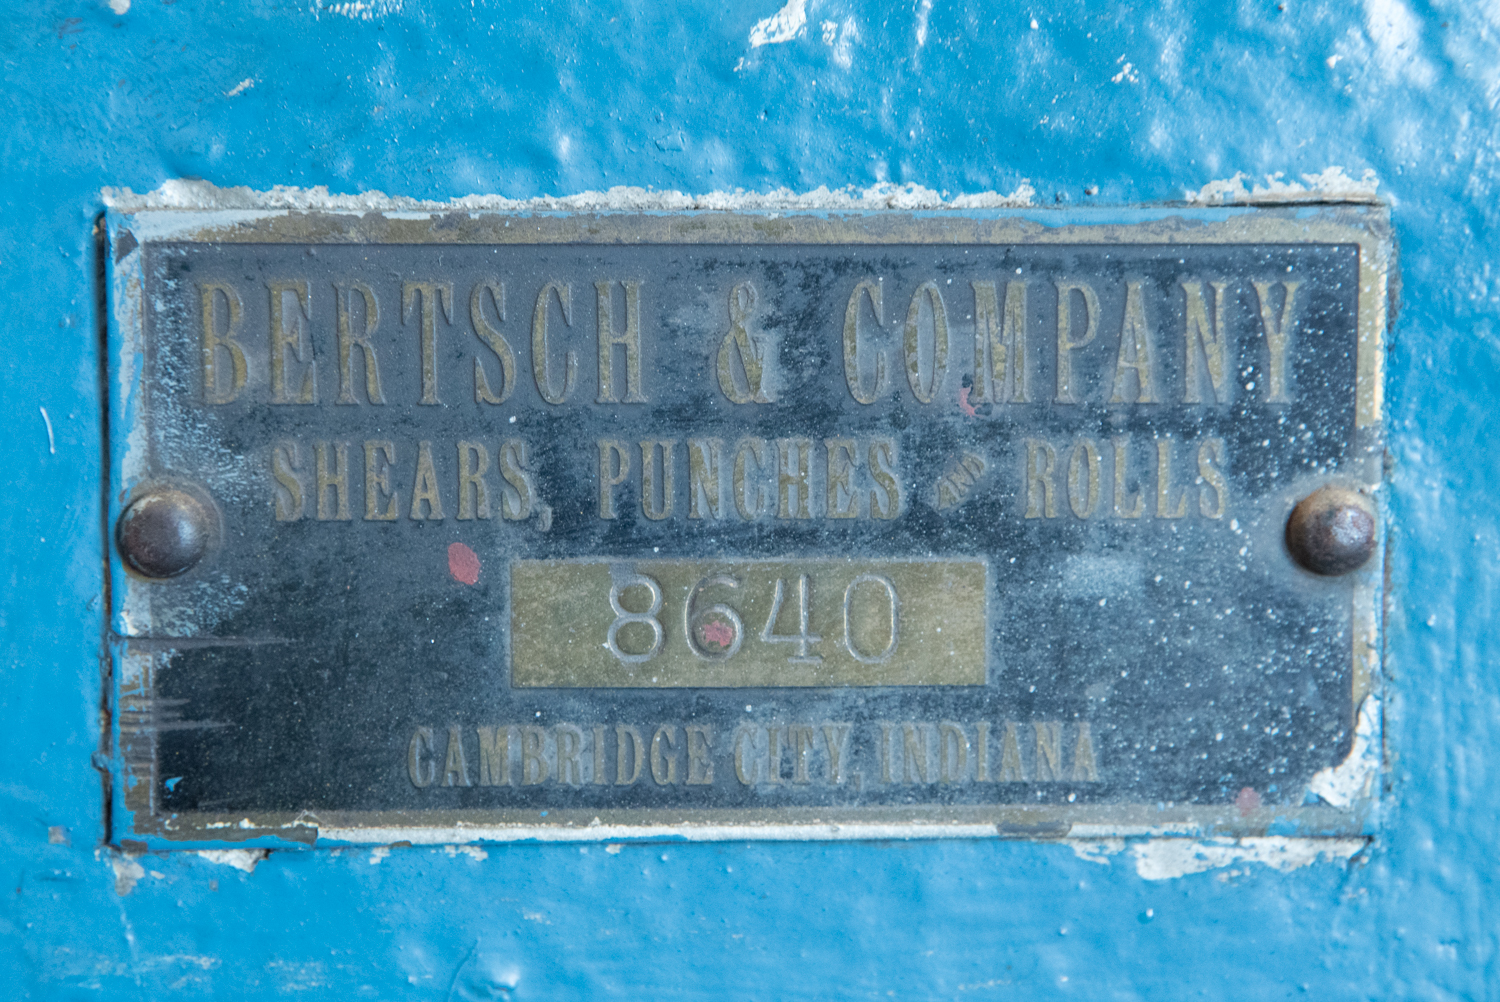 BERTSCH & COMPANY
SHEARS, PUNCHES AND ROLLS
8640
CAMBRIDGE CITY, INDIANA